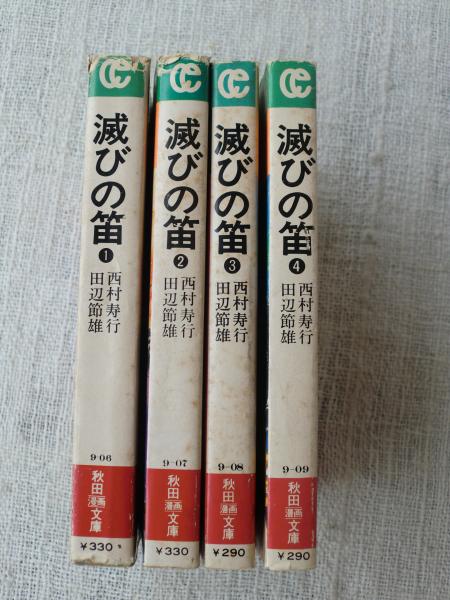 滅びの笛 1
西村寿行
田辺節雄
9-06
秋田漫画文庫
¥330
滅びの笛 2
西村寿行
田辺節雄
9-07
秋田漫画文庫
¥330
滅びの笛 3
西村寿行
田辺節雄
9-08
秋田漫画文庫
¥290
滅びの笛 4
西村寿行
田辺節雄
9-09
秋田漫画文庫
¥290